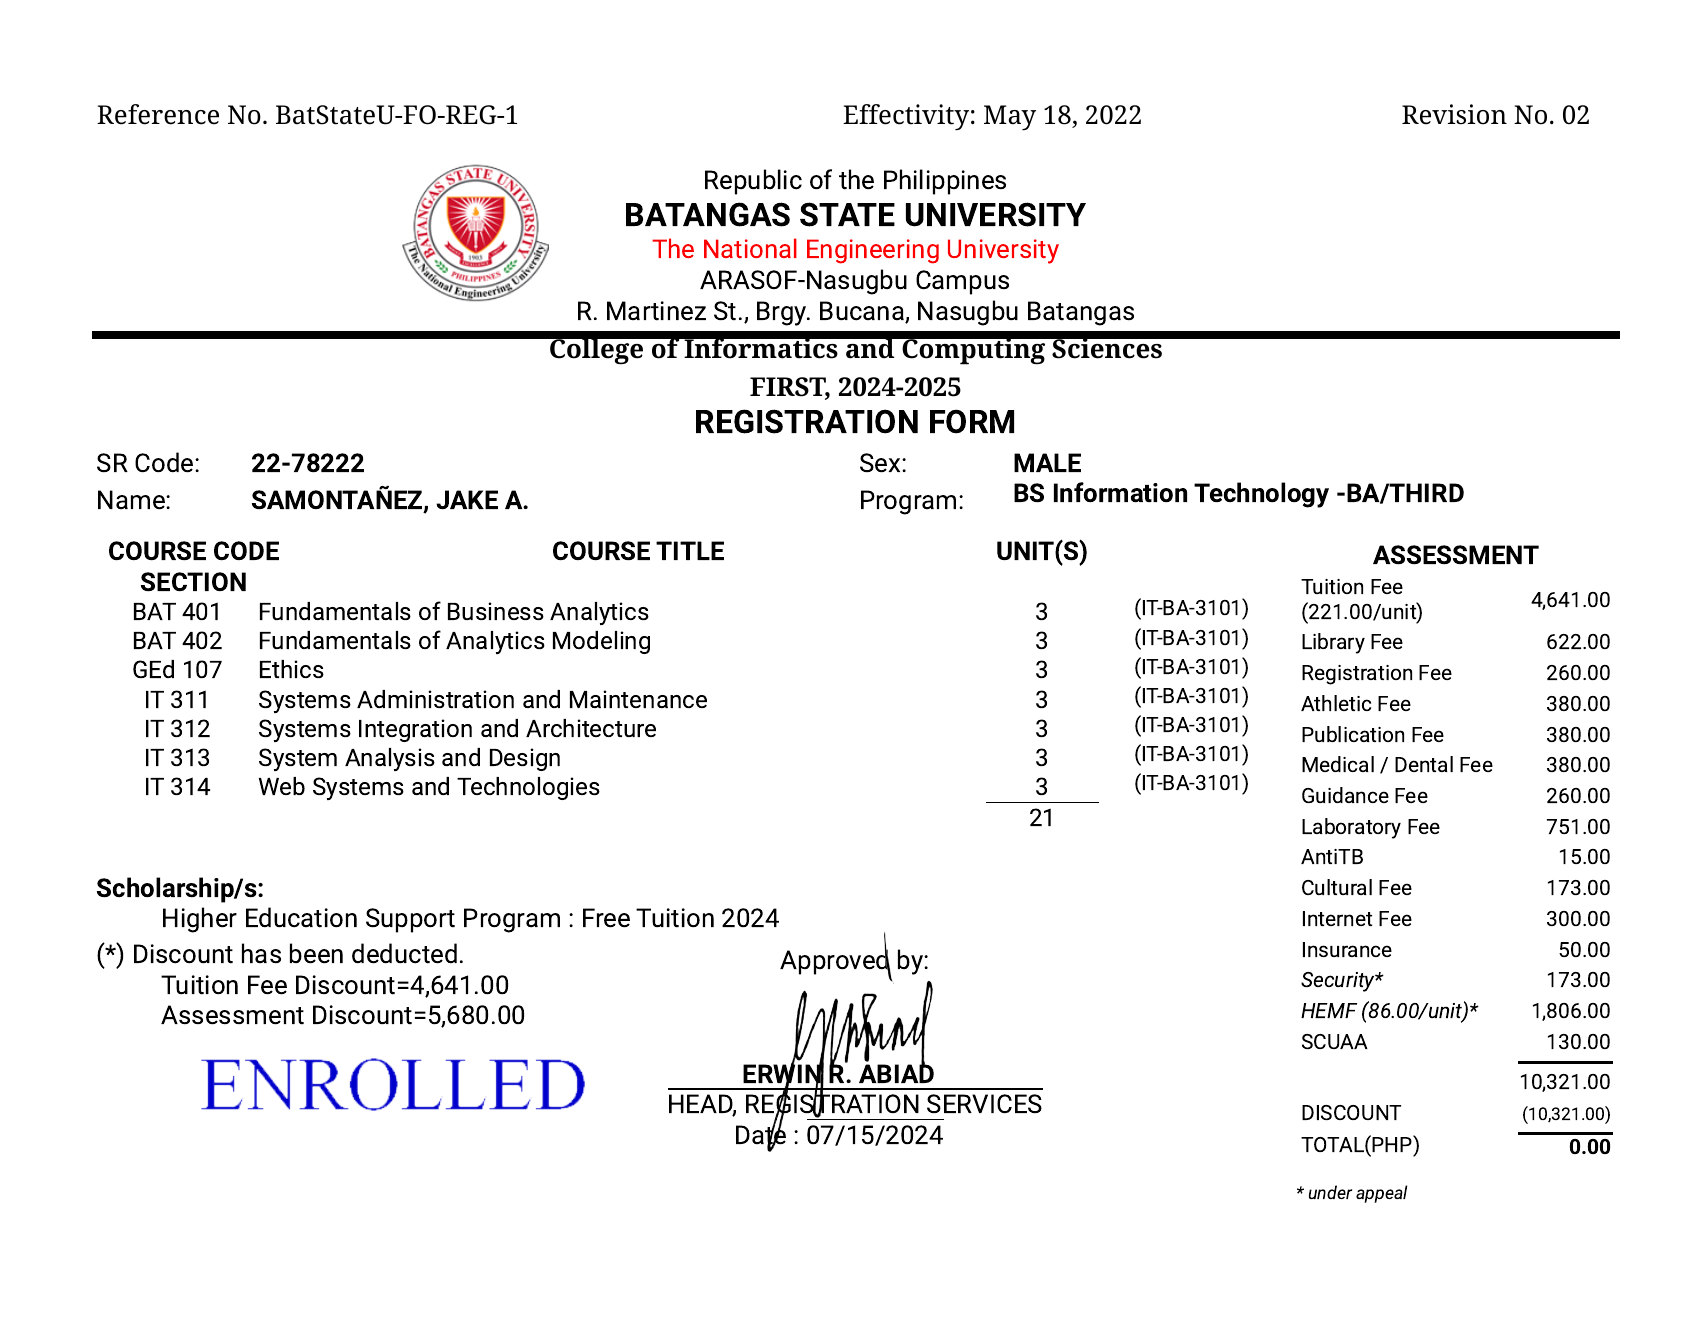 Reference No. BatStateU-FO-REG-1 Effectivity: May 18, 2022 Revision No. 02
BATANGAS STATE UNIVERSITY
1903
PHILIPPINES
The National Engineering University
Republic of the Philippines
BATANGAS STATE UNIVERSITY
The National Engineering University
ARASOF-Nasugbu Campus
R. Martinez St., Brgy. Bucana, Nasugbu Batangas
College of Informatics and Computing Sciences
FIRST, 2024-2025
REGISTRATION FORM
SR Code: 22-78222 Sex: MALE
Name: SAMONTAÑEZ, JAKE A. Program: BS Information Technology -BA/THIRD
COURSE CODE COURSE TITLE UNIT(S)
SECTION
BAT 401 Fundamentals of Business Analytics 3 (IT-BA-3101)
BAT 402 Fundamentals of Analytics Modeling 3 (IT-BA-3101)
GEd 107 Ethics 3 (IT-BA-3101)
IT 311 Systems Administration and Maintenance 3 (IT-BA-3101)
IT 312 Systems Integration and Architecture 3 (IT-BA-3101)
IT 313 System Analysis and Design 3 (IT-BA-3101)
IT 314 Web Systems and Technologies 3 (IT-BA-3101)
21
Scholarship/s:
Higher Education Support Program : Free Tuition 2024
(*) Discount has been deducted.
Tuition Fee Discount=4,641.00
Assessment Discount=5,680.00
ENROLLED
Approved by:
ERWIN R. ABIAD
HEAD, REGISTRATION SERVICES
Date : 07/15/2024
ASSESSMENT
Tuition Fee
(221.00/unit) 4,641.00
Library Fee 622.00
Registration Fee 260.00
Athletic Fee 380.00
Publication Fee 380.00
Medical / Dental Fee 380.00
Guidance Fee 260.00
Laboratory Fee 751.00
AntiTB 15.00
Cultural Fee 173.00
Internet Fee 300.00
Insurance 50.00
Security* 173.00
HEMF (86.00/unit)* 1,806.00
SCUAA 130.00
10,321.00
DISCOUNT (10,321.00)
TOTAL(PHP) 0.00
* under appeal